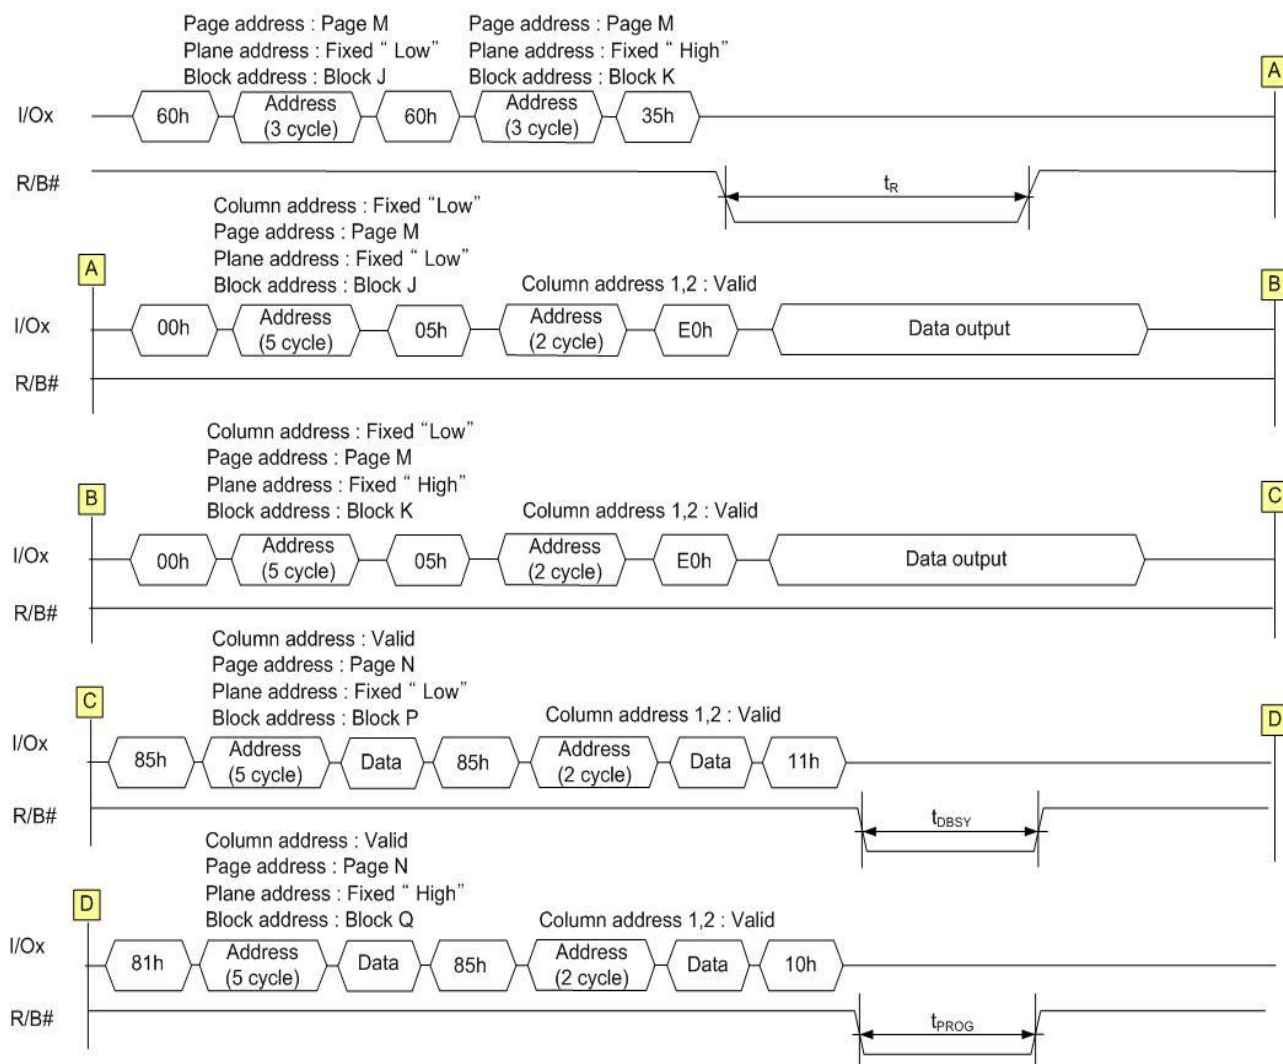 Page address : Page M
Plane address : Fixed “ Low”
Block address : Block J
Page address : Page M
Plane address : Fixed “ High”
Block address : Block K
A
I/Ox
60h
Address
(3 cycle)
60h
Address
(3 cycle)
35h
R/B#
tR
Column address : Fixed “Low”
Page address : Page M
Plane address : Fixed “ Low”
Block address : Block J
Column address 1,2 : Valid
A
B
I/Ox
00h
Address
(5 cycle)
05h
Address
(2 cycle)
E0h
Data output
R/B#
Column address : Fixed “Low”
Page address : Page M
Plane address : Fixed “ High”
Block address : Block K
Column address 1,2 : Valid
B
C
I/Ox
00h
Address
(5 cycle)
05h
Address
(2 cycle)
E0h
Data output
R/B#
Column address : Valid
Page address : Page N
Plane address : Fixed “ Low”
Block address : Block P
Column address 1,2 : Valid
C
D
I/Ox
85h
Address
(5 cycle)
Data
85h
Address
(2 cycle)
Data
11h
R/B#
tDBSY
Column address : Valid
Page address : Page N
Plane address : Fixed “ High”
Block address : Block Q
Column address 1,2 : Valid
D
I/Ox
81h
Address
(5 cycle)
Data
85h
Address
(2 cycle)
Data
10h
R/B#
tPROG